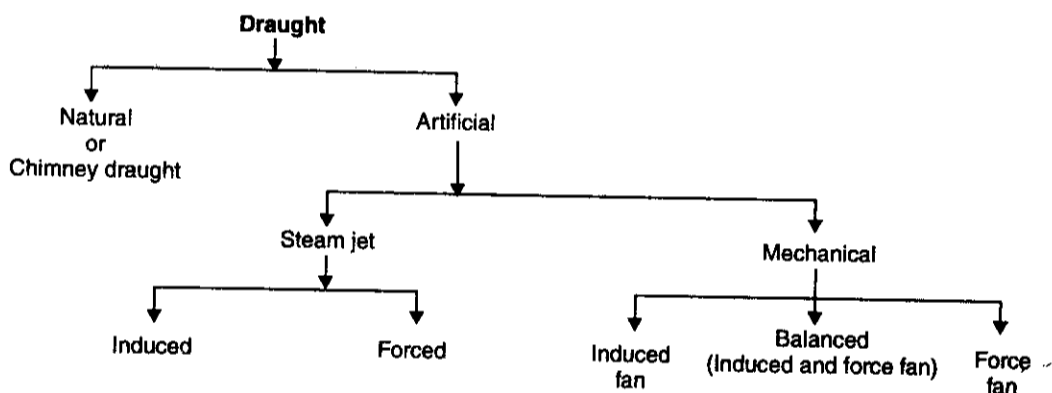 Draught
Natural
or
Chimney draught
Artificial
Steam jet
Mechanical
Induced
Forced
Induced
fan
Balanced
(Induced and force fan)
Force
fan